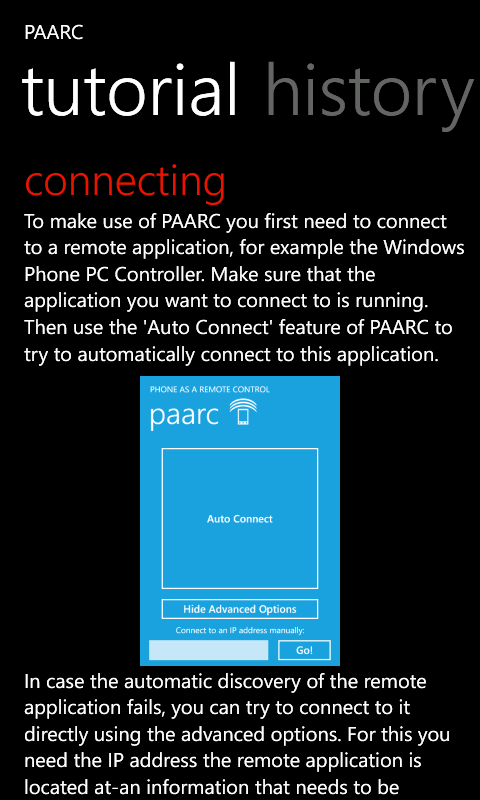 PAARC
tutorial history
connecting
To make use of PAARC you first need to connect
to a remote application, for example the Windows
Phone PC Controller. Make sure that the
application you want to connect to is running.
Then use the 'Auto Connect' feature of PAARC to
try to automatically connect to this application.
PHONE AS A REMOTE CONTROL
paarc
Auto Connect
Hide Advanced Options
Connect to an IP address manually:
Go!
In case the automatic discovery of the remote
application fails, you can try to connect to it
directly using the advanced options. For this you
need the IP address the remote application is
located at-an information that needs to be